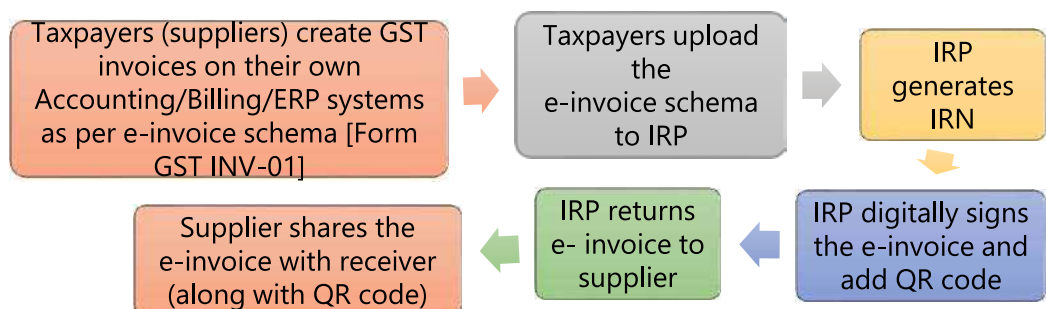 Taxpayers (suppliers) create GST
invoices on their own
Accounting/Billing/ERP systems
as per e-invoice schema [Form
GST INV-01]
Taxpayers upload
the
e-invoice schema
to IRP
IRP
generates
IRN
IRP digitally signs
the e-invoice and
add QR code
IRP returns
e- invoice to
supplier
Supplier shares the
e-invoice with receiver
(along with QR code)